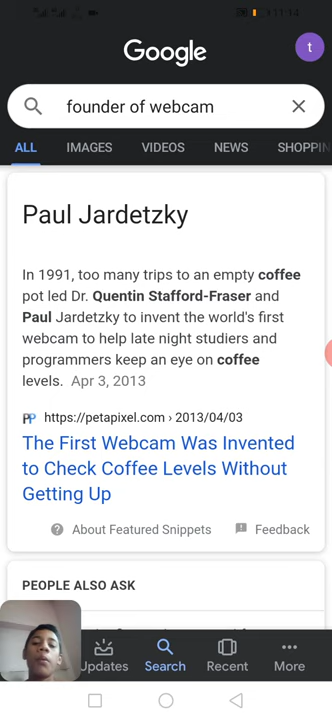 11:14
Google
t
founder of webcam
ALL IMAGES VIDEOS NEWS SHOPPIN
Paul Jardetzky
In 1991, too many trips to an empty coffee
pot led Dr. Quentin Stafford-Fraser and
Paul Jardetzky to invent the world's first
webcam to help late night studiers and
programmers keep an eye on coffee
levels. Apr 3, 2013
PP https://petapixel.com › 2013/04/03
The First Webcam Was Invented
to Check Coffee Levels Without
Getting Up
About Featured Snippets Feedback
PEOPLE ALSO ASK
Updates Search Recent More